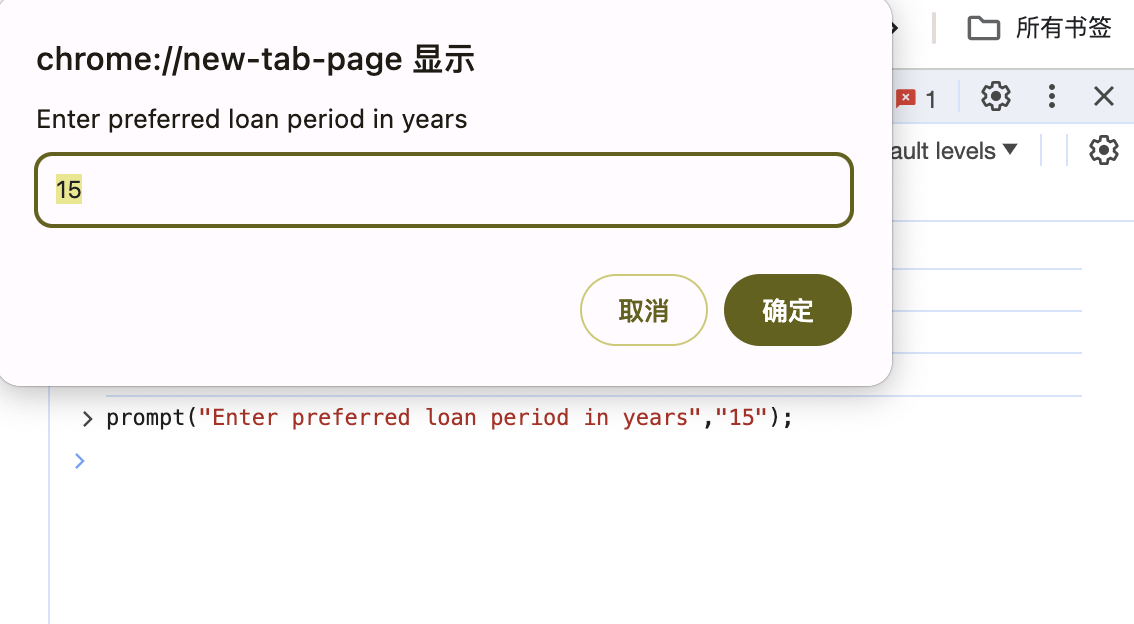 chrome://new-tab-page 显示
所有书签
Enter preferred loan period in years
1
ault levels
15
取消
确定
prompt("Enter preferred loan period in years","15");